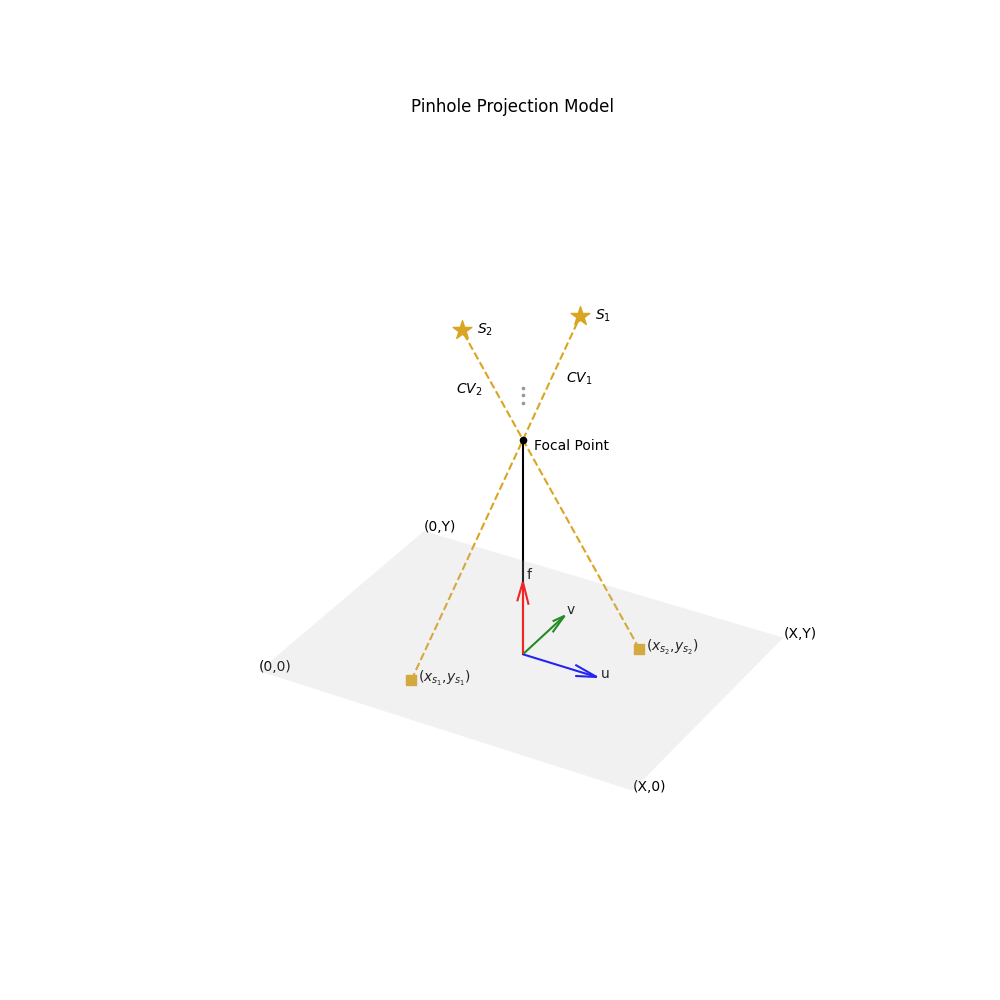 Pinhole Projection Model
S₁
S₂
CV₁
CV₂
Focal Point
(0,Y)
f
v
(X,Y)
(x_{s₁},y_{s₁})
(x_{s₂},y_{s₂})
(0,0)
u
(X,0)